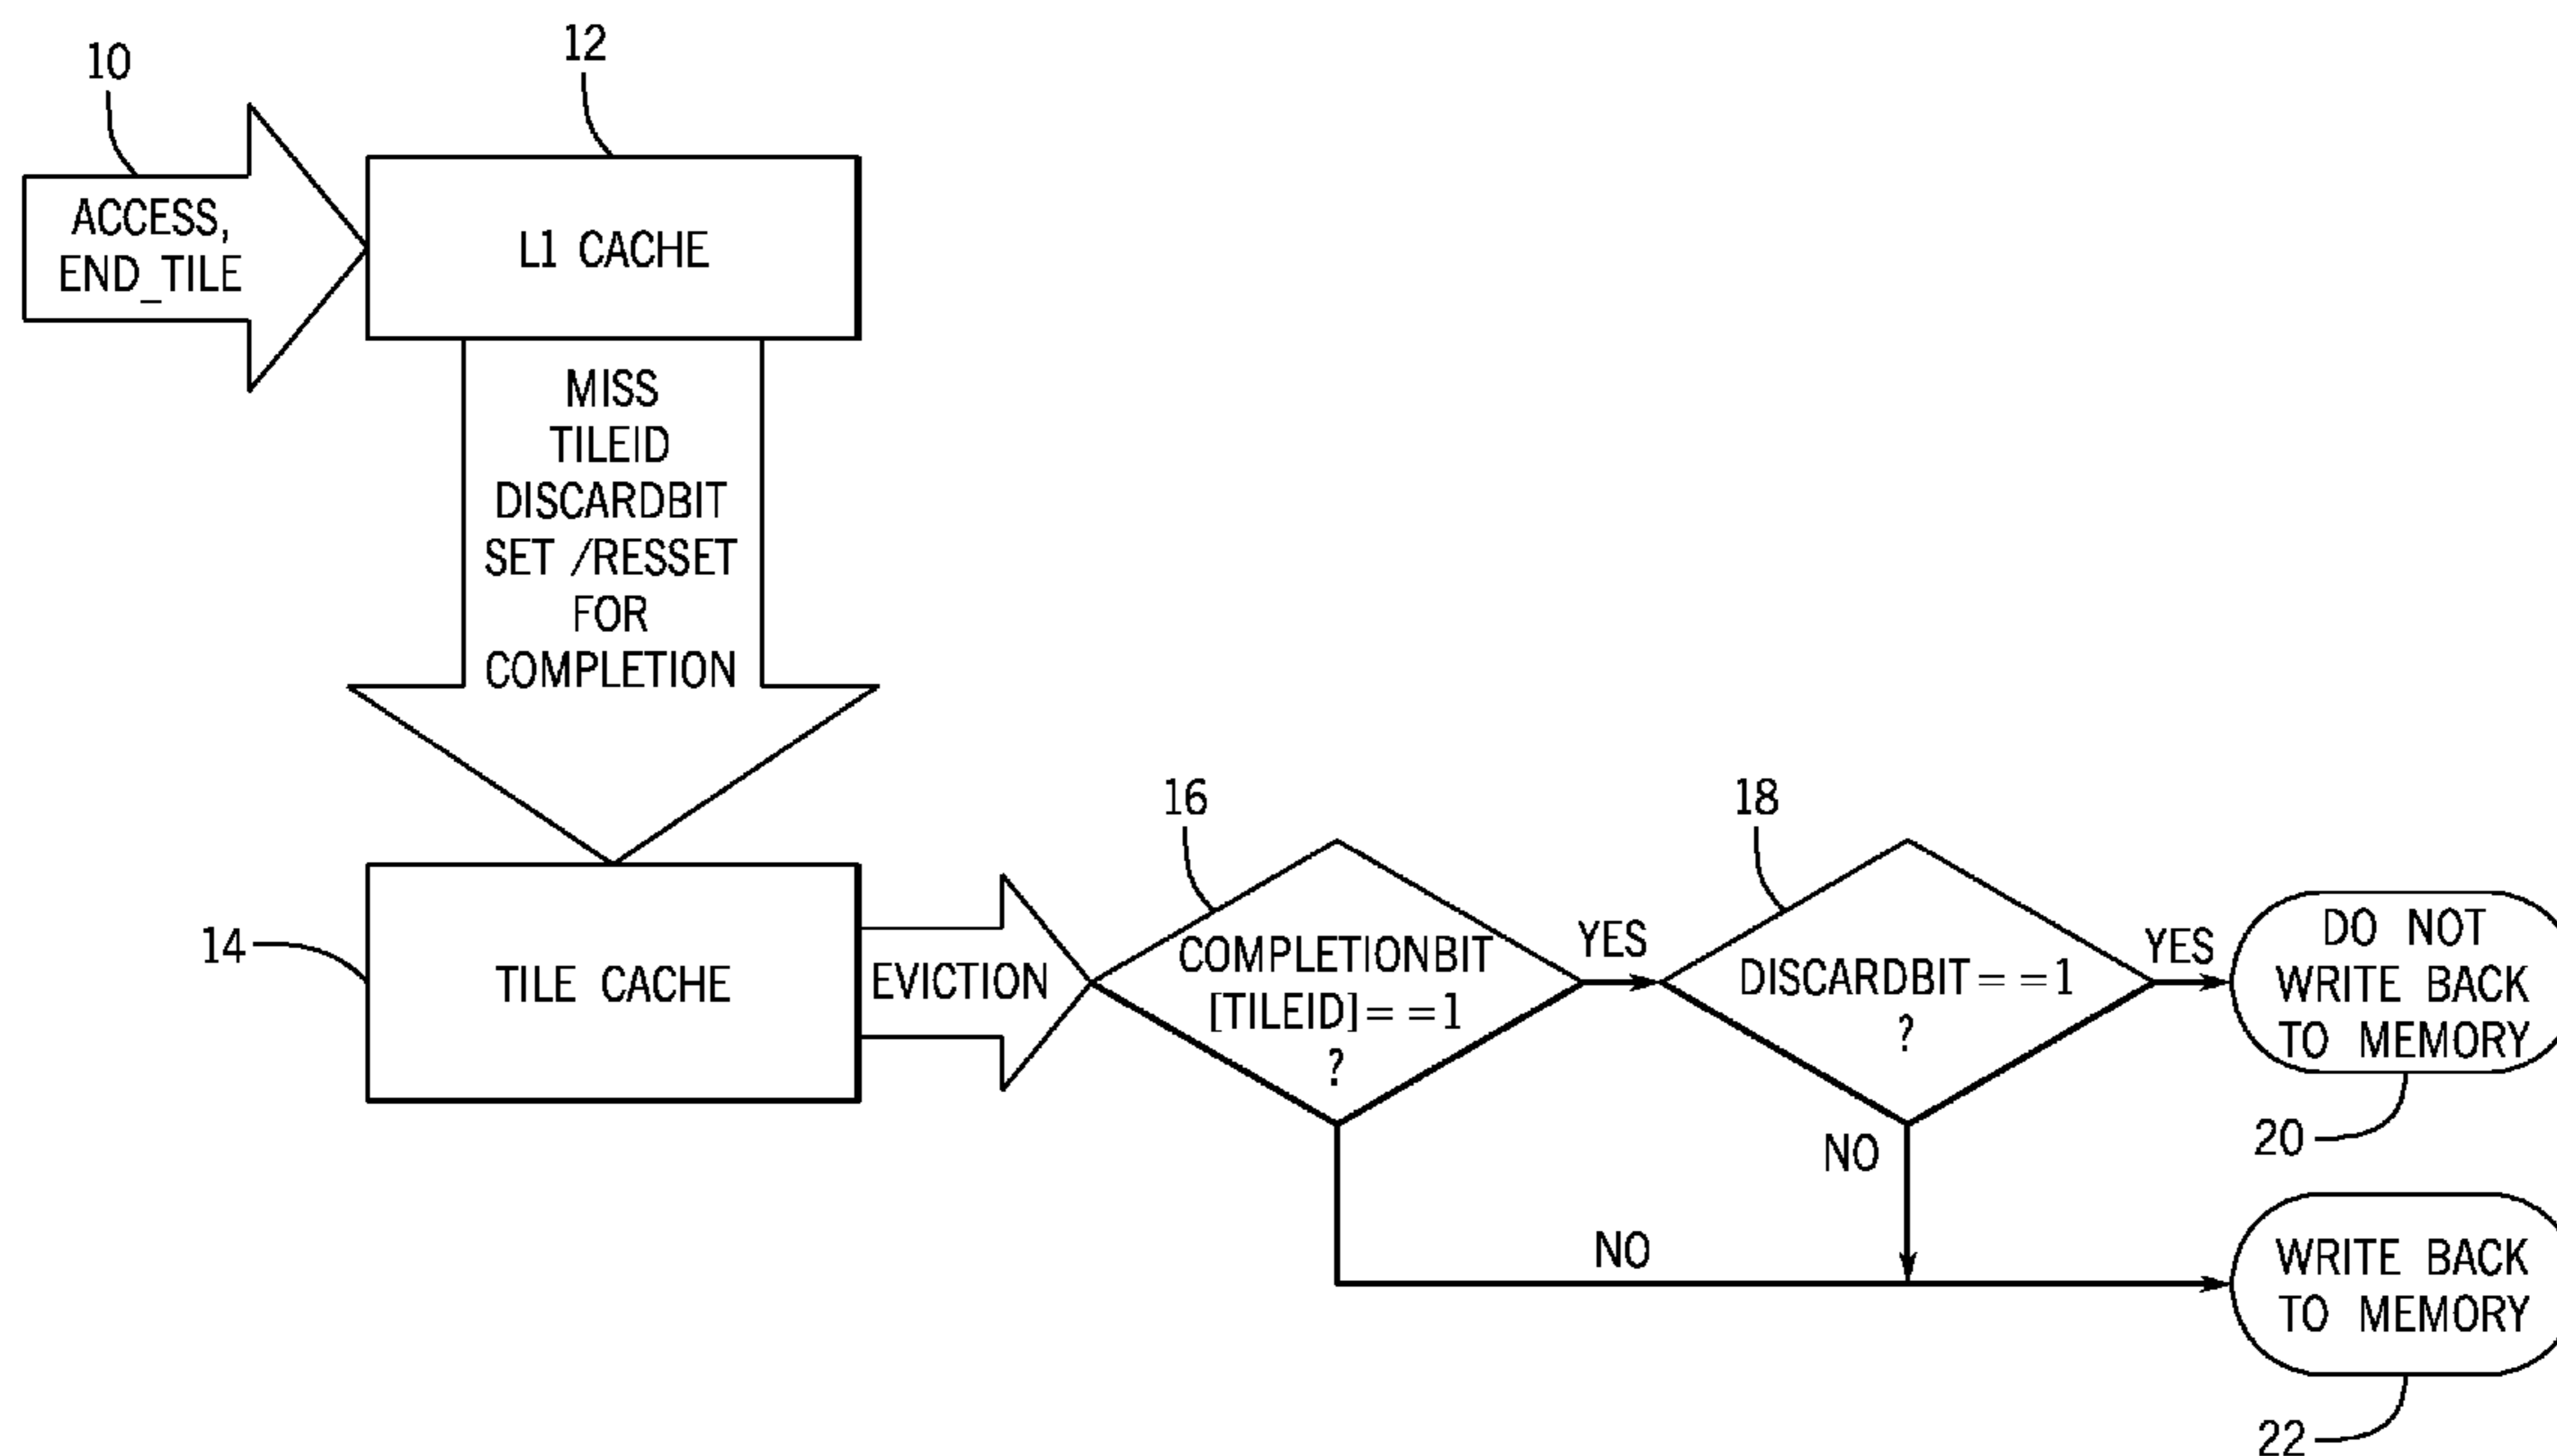 10
12
ACCESS,
END_TILE
L1 CACHE
MISS
TILEID
DISCARDBIT
SET /RESSET
FOR
COMPLETION
14
TILE CACHE
EVICTION
16
COMPLETIONBIT
[TILEID]==1
?
YES
NO
18
DISCARDBIT==1
?
YES
NO
DO NOT
WRITE BACK
TO MEMORY
20
WRITE BACK
TO MEMORY
22